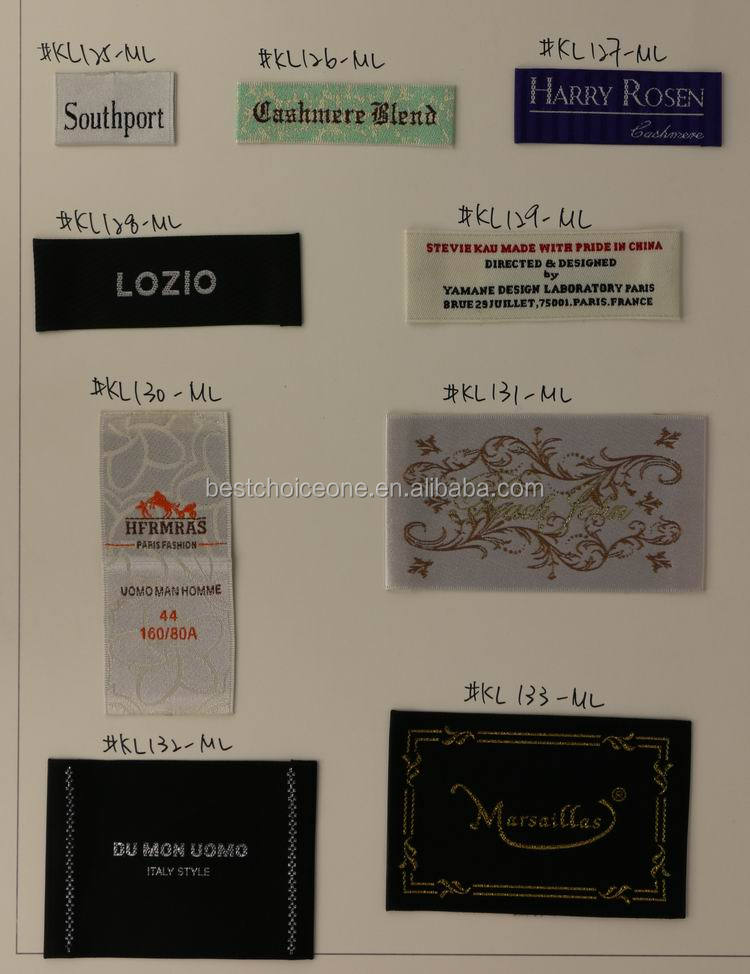 #KL125-ML
Southport
#KL126-ML
Cashmere Blend
#KL127-ML
HARRY ROSEN
Cashmere
#KL128-ML
LOZIO
#KL129-ML
STEVIE KAU MADE WITH PRIDE IN CHINA
DIRECTED & DESIGNED
by
YAMANE DESIGN LABORATORY PARIS
BRUE 29 JUILLET,75001.PARIS.FRANCE
#KL130-ML
HFRMRAS
PARIS FASHION
UOMO MAN HOMME
44
160/80A
#KL131-ML
bestchoiceone.en.alibaba.com
#KL132-ML
DU MON UOMO
ITALY STYLE
#KL133-ML
Marsaillas®